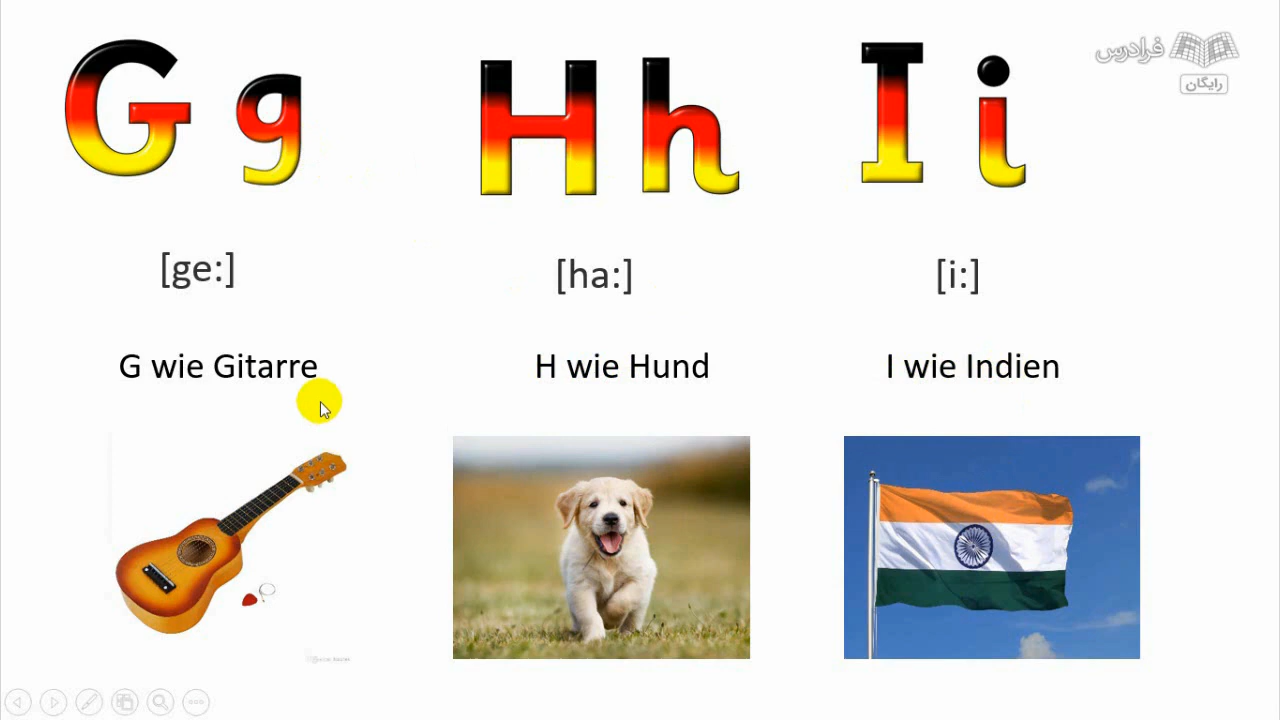 G g
H h
I i
فرادرس
رایگان
[ge:]
[ha:]
[i:]
G wie Gitarre
H wie Hund
I wie Indien